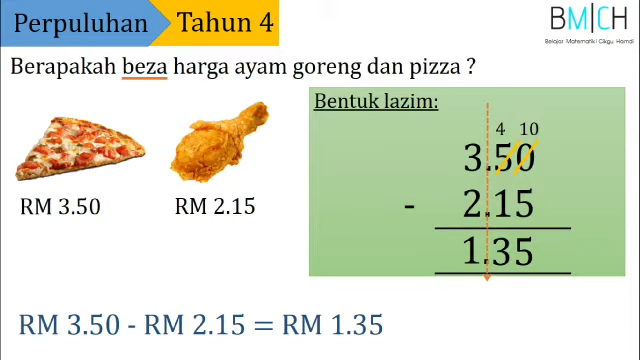 Perpuluhan Tahun 4
BM|CH
Belajar Matematik Cikgu Hamdi
Berapakah beza harga ayam goreng dan pizza ?
RM 3.50
RM 2.15
Bentuk lazim:
4 10
3.50
- 2.15
1.35
RM 3.50 - RM 2.15 = RM 1.35